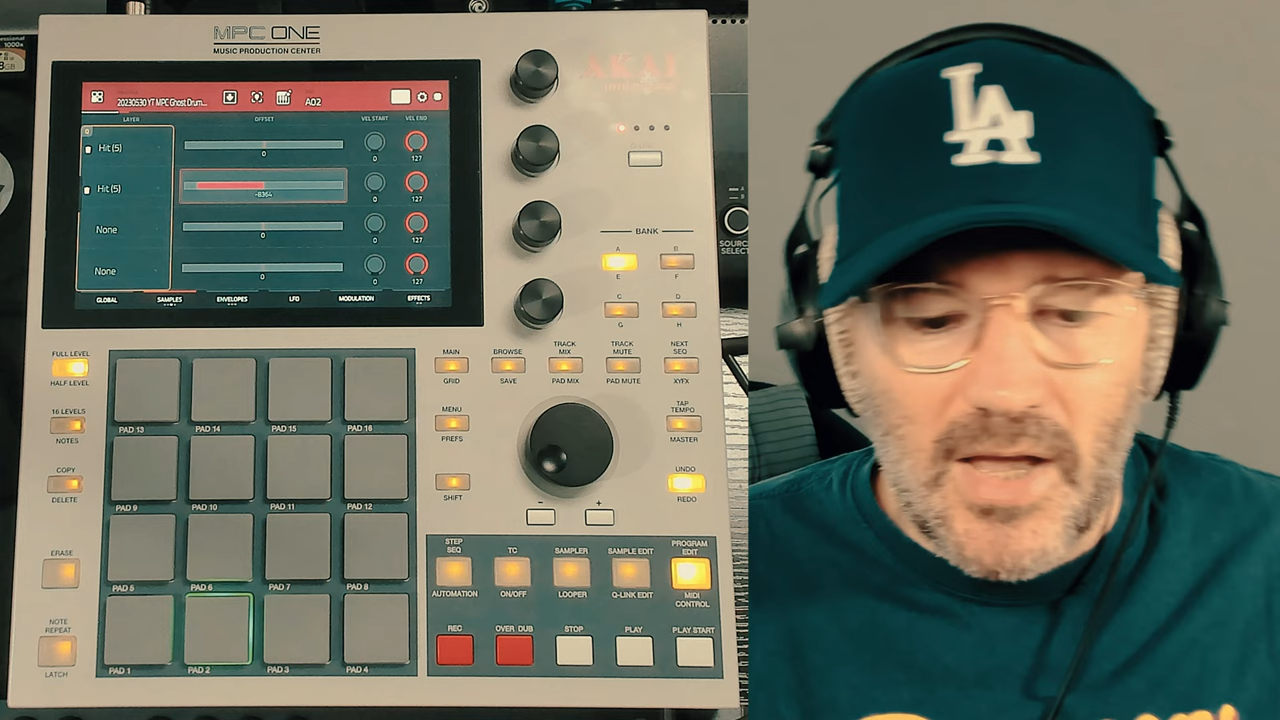 MPC ONE
MUSIC PRODUCTION CENTER
AKAI
20230530 YT MPC Ghost Drum...
A02
LAYER
OFFSET
VEL START
VEL END
Q
Hit (5)
0
0
127
Hit (5)
-8364
0
127
None
0
0
127
None
0
0
127
GLOBAL
SAMPLES
ENVELOPES
LFO
MODULATION
EFFECTS
BANK
A
B
E
F
C
D
G
H
SOURCE
SELECT
FULL LEVEL
HALF LEVEL
16 LEVELS
NOTES
COPY
DELETE
ERASE
NOTE
REPEAT
LATCH
MAIN
GRID
BROWSE
SAVE
TRACK
MIX
PAD MIX
TRACK
MUTE
PAD MUTE
NEXT
SEQ
XYFX
MENU
PREFS
TAP
TEMPO
MASTER
SHIFT
UNDO
REDO
-
+
PAD 13
PAD 14
PAD 15
PAD 16
PAD 9
PAD 10
PAD 11
PAD 12
PAD 5
PAD 6
PAD 7
PAD 8
PAD 1
PAD 2
PAD 3
PAD 4
STEP
SEQ
AUTOMATION
TC
ON/OFF
SAMPLER
LOOPER
SAMPLE EDIT
Q-LINK EDIT
PROGRAM
EDIT
MIDI
CONTROL
REC
OVER DUB
STOP
PLAY
PLAY START
LA